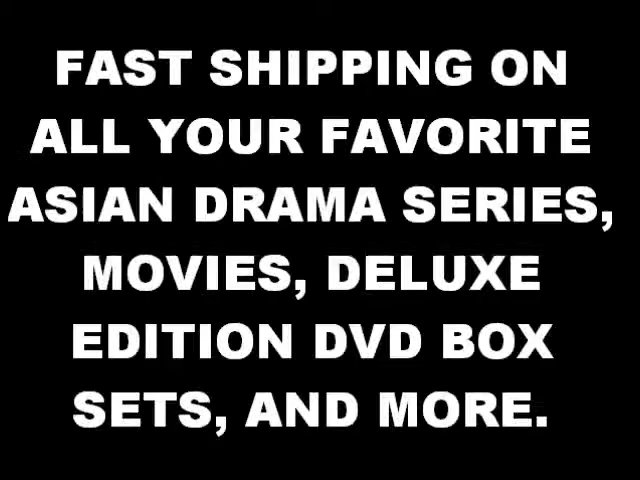 FAST SHIPPING ON
ALL YOUR FAVORITE
ASIAN DRAMA SERIES,
MOVIES, DELUXE
EDITION DVD BOX
SETS, AND MORE.